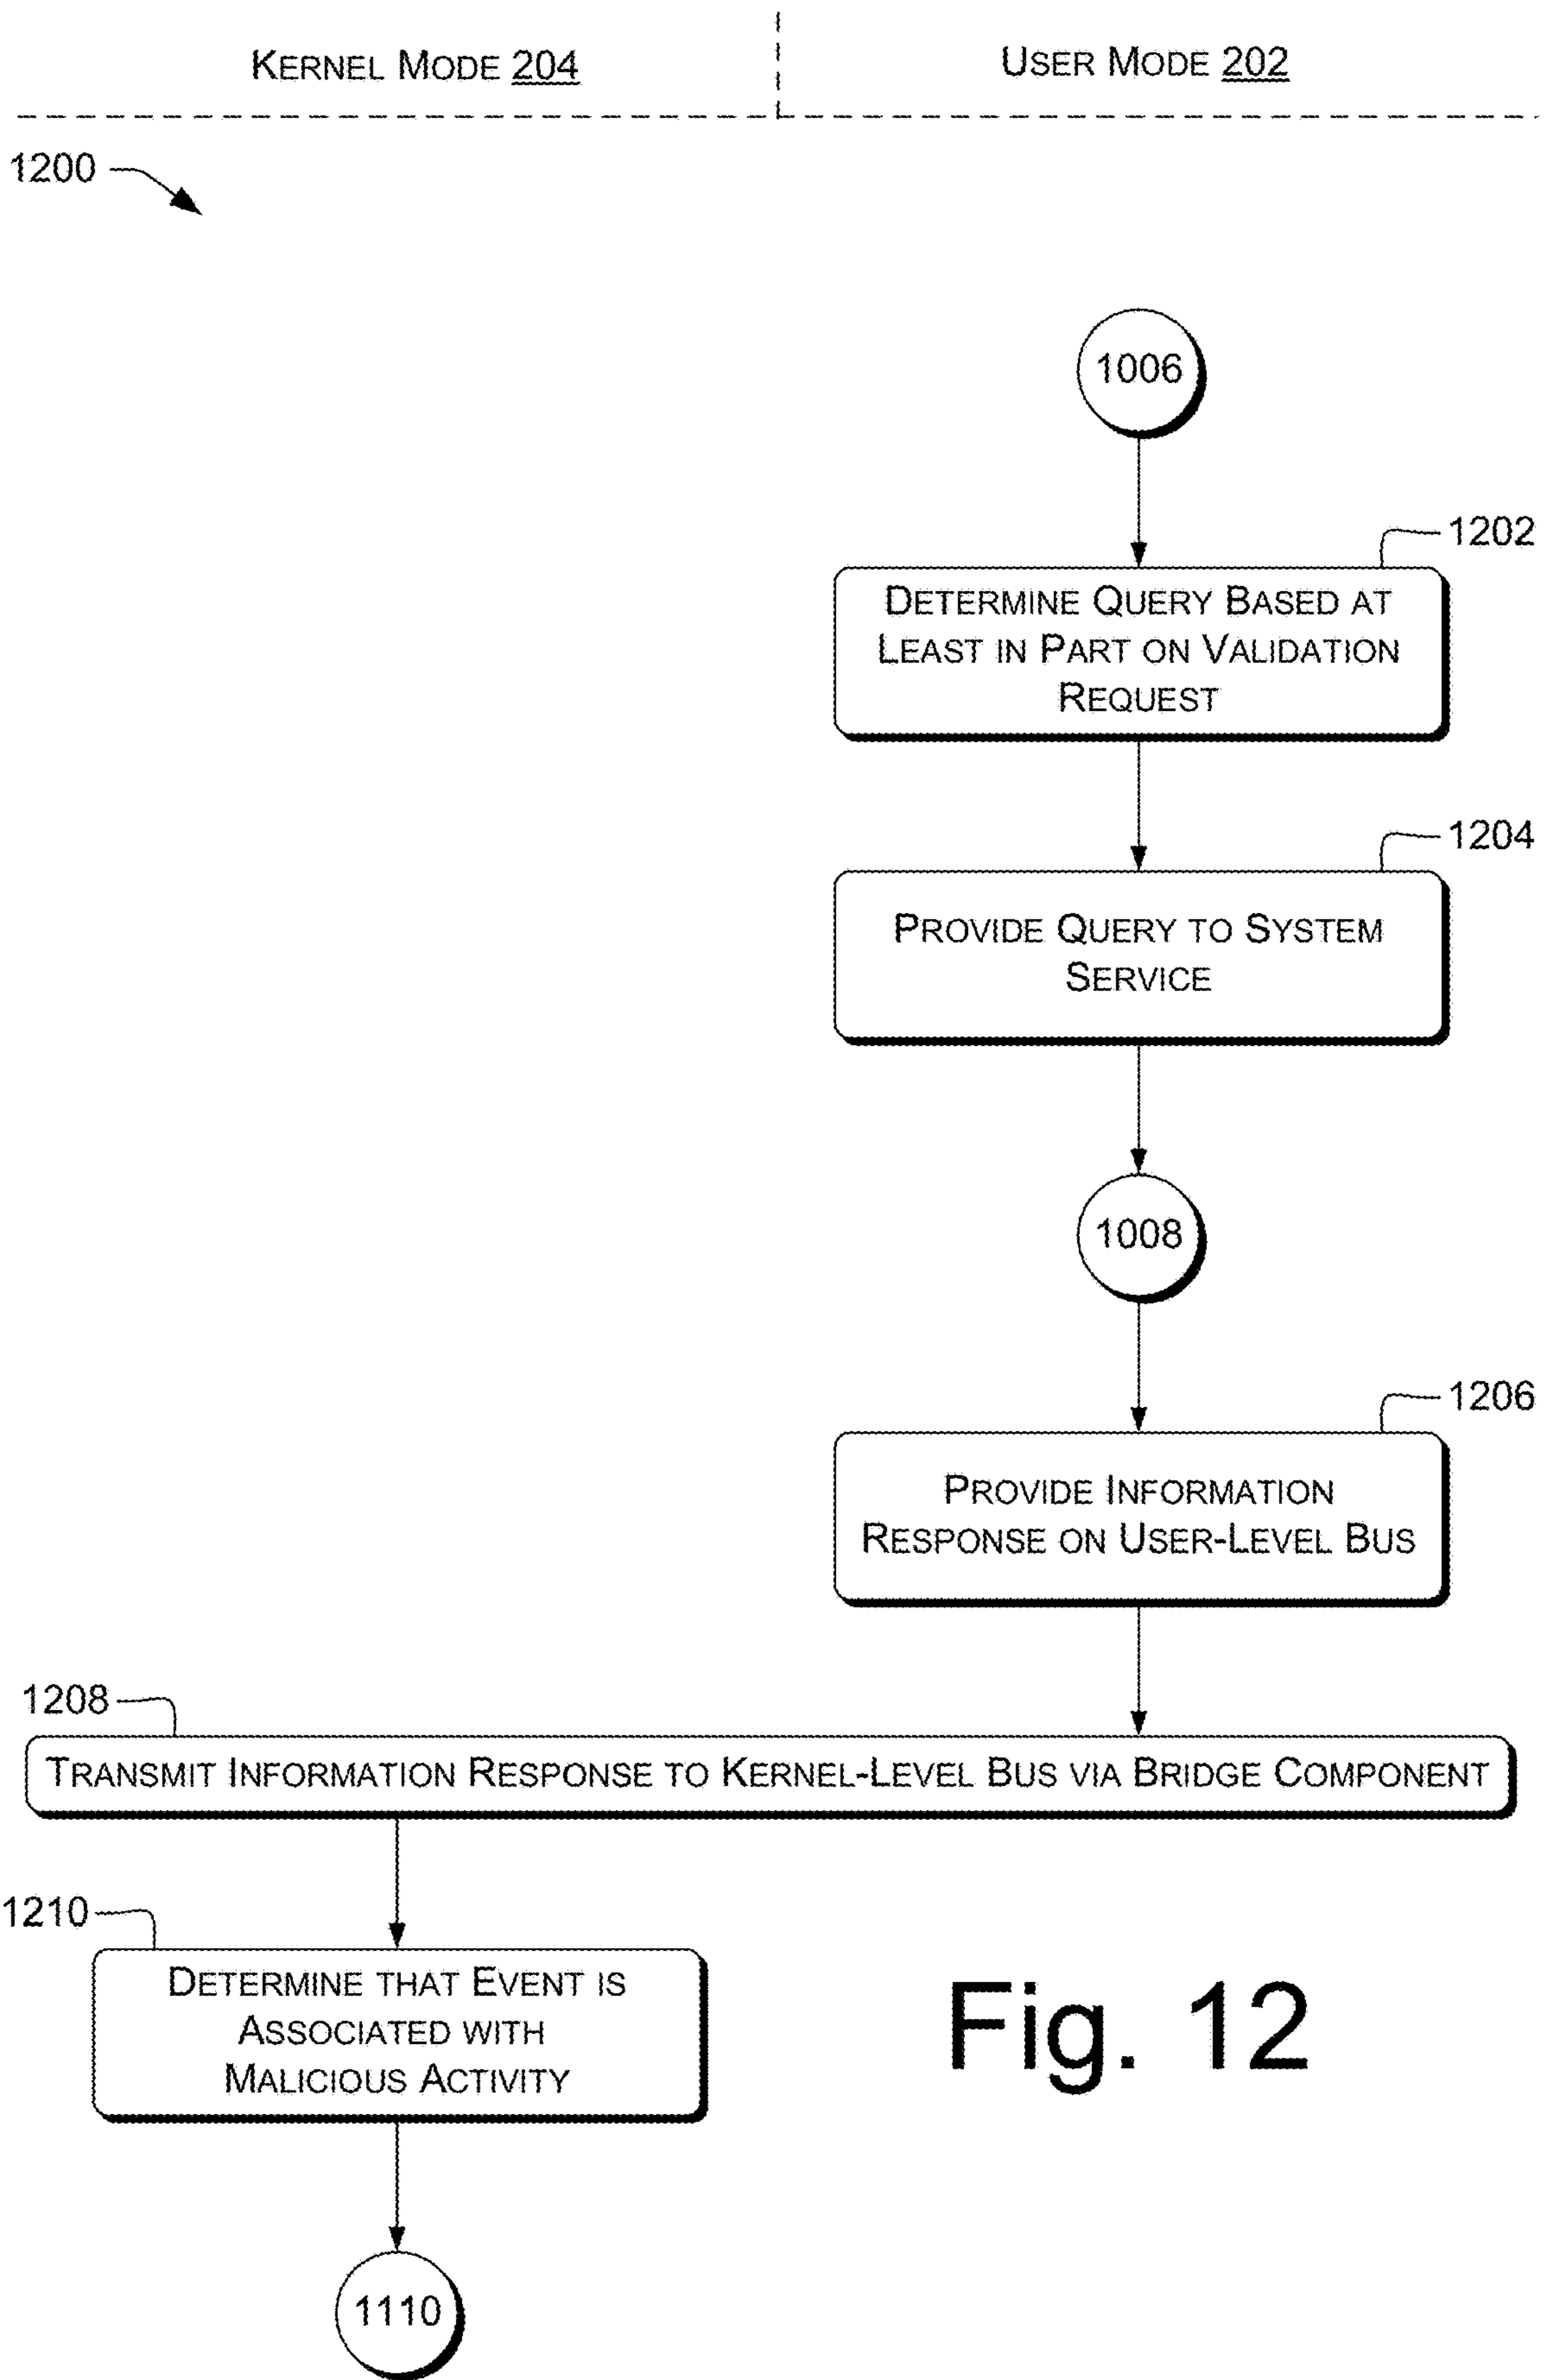 KERNEL MODE 204
USER MODE 202
1200
1006
1202
DETERMINE QUERY BASED AT
LEAST IN PART ON VALIDATION
REQUEST
1204
PROVIDE QUERY TO SYSTEM
SERVICE
1008
1206
PROVIDE INFORMATION
RESPONSE ON USER-LEVEL BUS
1208
TRANSMIT INFORMATION RESPONSE TO KERNEL-LEVEL BUS VIA BRIDGE COMPONENT
1210
DETERMINE THAT EVENT IS
ASSOCIATED WITH
MALICIOUS ACTIVITY
Fig. 12
1110